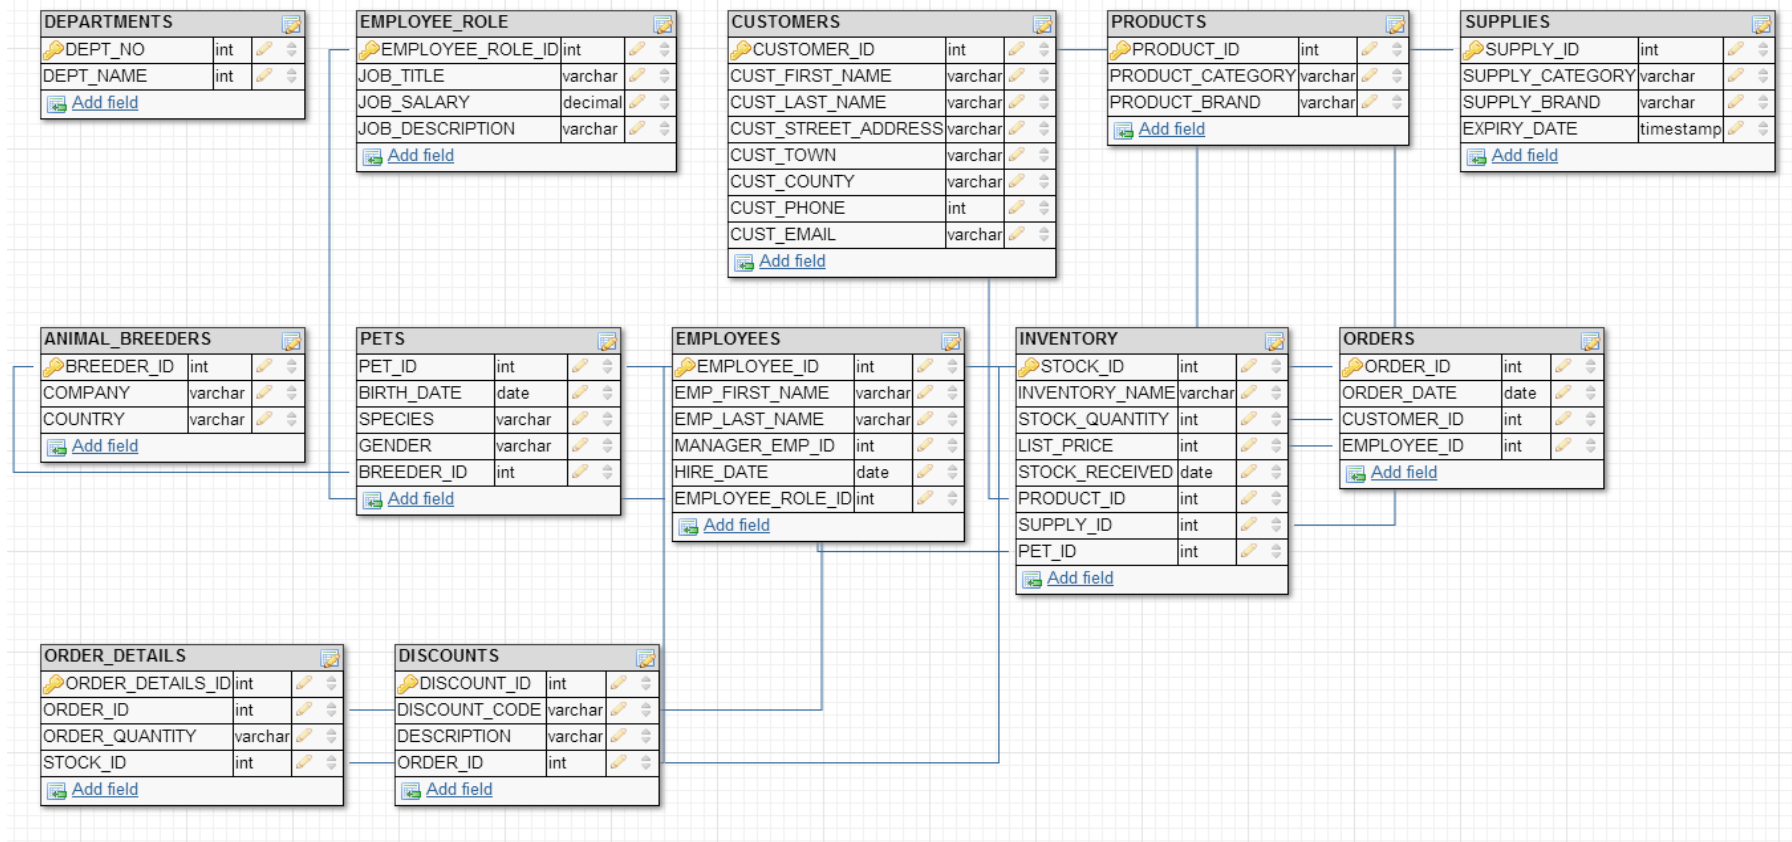 DEPARTMENTS
DEPT_NO int
DEPT_NAME int
Add field
EMPLOYEE_ROLE
EMPLOYEE_ROLE_ID int
JOB_TITLE varchar
JOB_SALARY decimal
JOB_DESCRIPTION varchar
Add field
CUSTOMERS
CUSTOMER_ID int
CUST_FIRST_NAME varchar
CUST_LAST_NAME varchar
CUST_STREET_ADDRESS varchar
CUST_TOWN varchar
CUST_COUNTY varchar
CUST_PHONE int
CUST_EMAIL varchar
Add field
PRODUCTS
PRODUCT_ID int
PRODUCT_CATEGORY varchar
PRODUCT_BRAND varchar
Add field
SUPPLIES
SUPPLY_ID int
SUPPLY_CATEGORY varchar
SUPPLY_BRAND varchar
EXPIRY_DATE timestamp
Add field
ANIMAL_BREEDERS
BREEDER_ID int
COMPANY varchar
COUNTRY varchar
Add field
PETS
PET_ID int
BIRTH_DATE date
SPECIES varchar
GENDER varchar
BREEDER_ID int
Add field
EMPLOYEES
EMPLOYEE_ID int
EMP_FIRST_NAME varchar
EMP_LAST_NAME varchar
MANAGER_EMP_ID int
HIRE_DATE date
EMPLOYEE_ROLE_ID int
Add field
INVENTORY
STOCK_ID int
INVENTORY_NAME varchar
STOCK_QUANTITY int
LIST_PRICE int
STOCK_RECEIVED date
PRODUCT_ID int
SUPPLY_ID int
PET_ID int
Add field
ORDERS
ORDER_ID int
ORDER_DATE date
CUSTOMER_ID int
EMPLOYEE_ID int
Add field
ORDER_DETAILS
ORDER_DETAILS_ID int
ORDER_ID int
ORDER_QUANTITY varchar
STOCK_ID int
Add field
DISCOUNTS
DISCOUNT_ID int
DISCOUNT_CODE varchar
DESCRIPTION varchar
ORDER_ID int
Add field